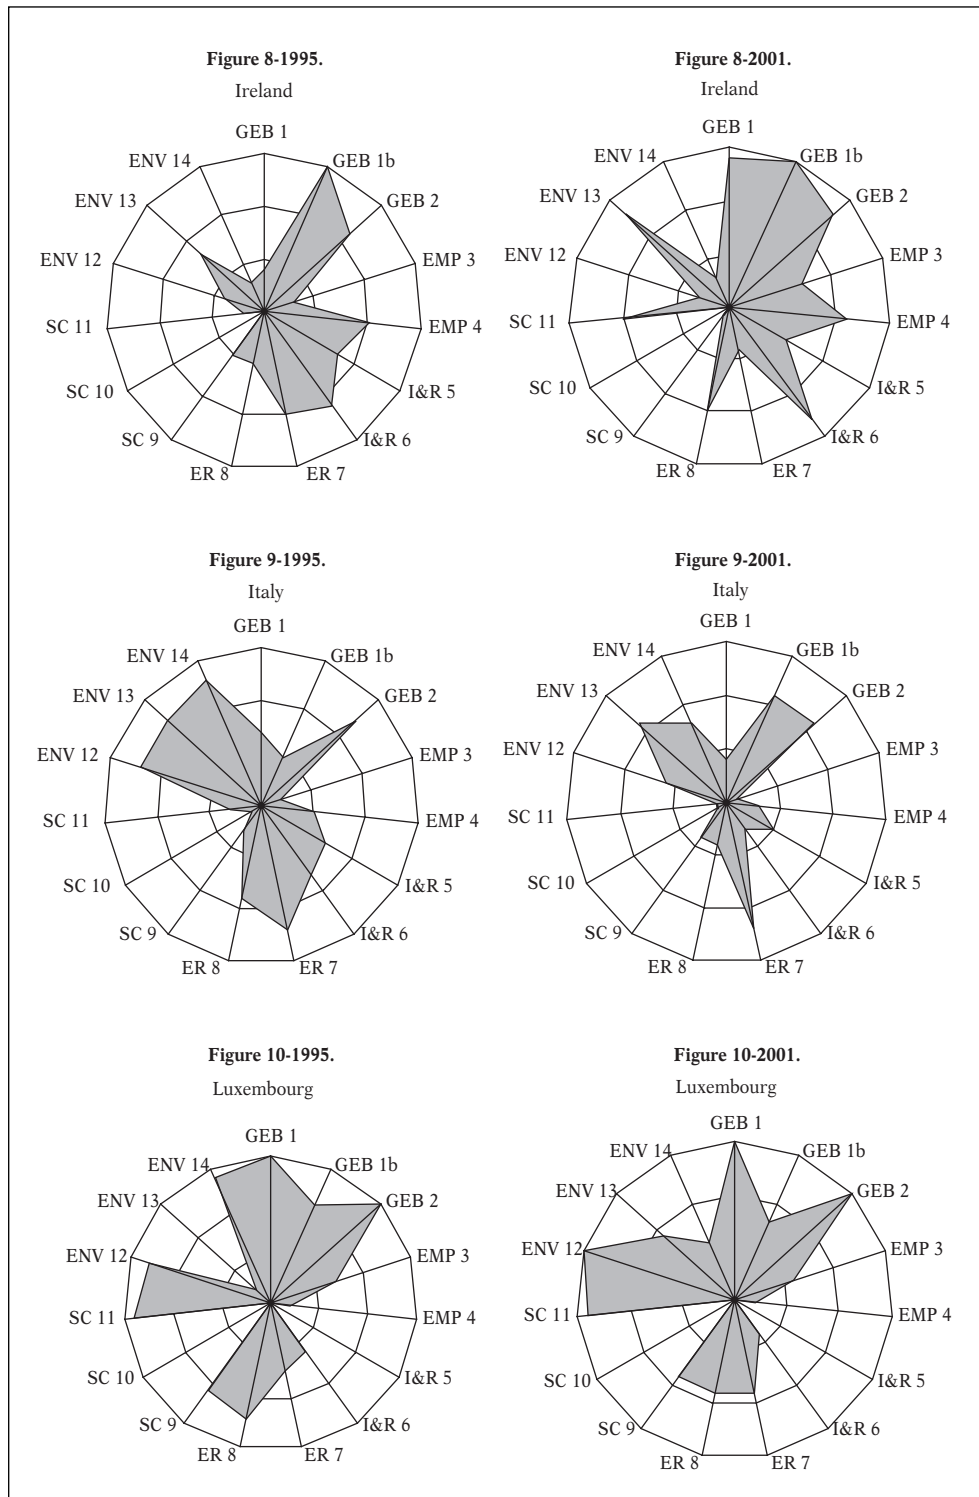 Figure 8-1995.
Ireland
GEB 1
GEB 1b
GEB 2
EMP 3
EMP 4
I&R 5
I&R 6
ER 7
ER 8
SC 9
SC 10
SC 11
ENV 12
ENV 13
ENV 14
Figure 8-2001.
Ireland
GEB 1
GEB 1b
GEB 2
EMP 3
EMP 4
I&R 5
I&R 6
ER 7
ER 8
SC 9
SC 10
SC 11
ENV 12
ENV 13
ENV 14
Figure 9-1995.
Italy
GEB 1
GEB 1b
GEB 2
EMP 3
EMP 4
I&R 5
I&R 6
ER 7
ER 8
SC 9
SC 10
SC 11
ENV 12
ENV 13
ENV 14
Figure 9-2001.
Italy
GEB 1
GEB 1b
GEB 2
EMP 3
EMP 4
I&R 5
I&R 6
ER 7
ER 8
SC 9
SC 10
SC 11
ENV 12
ENV 13
ENV 14
Figure 10-1995.
Luxembourg
GEB 1
GEB 1b
GEB 2
EMP 3
EMP 4
I&R 5
I&R 6
ER 7
ER 8
SC 9
SC 10
SC 11
ENV 12
ENV 13
ENV 14
Figure 10-2001.
Luxembourg
GEB 1
GEB 1b
GEB 2
EMP 3
EMP 4
I&R 5
I&R 6
ER 7
ER 8
SC 9
SC 10
SC 11
ENV 12
ENV 13
ENV 14